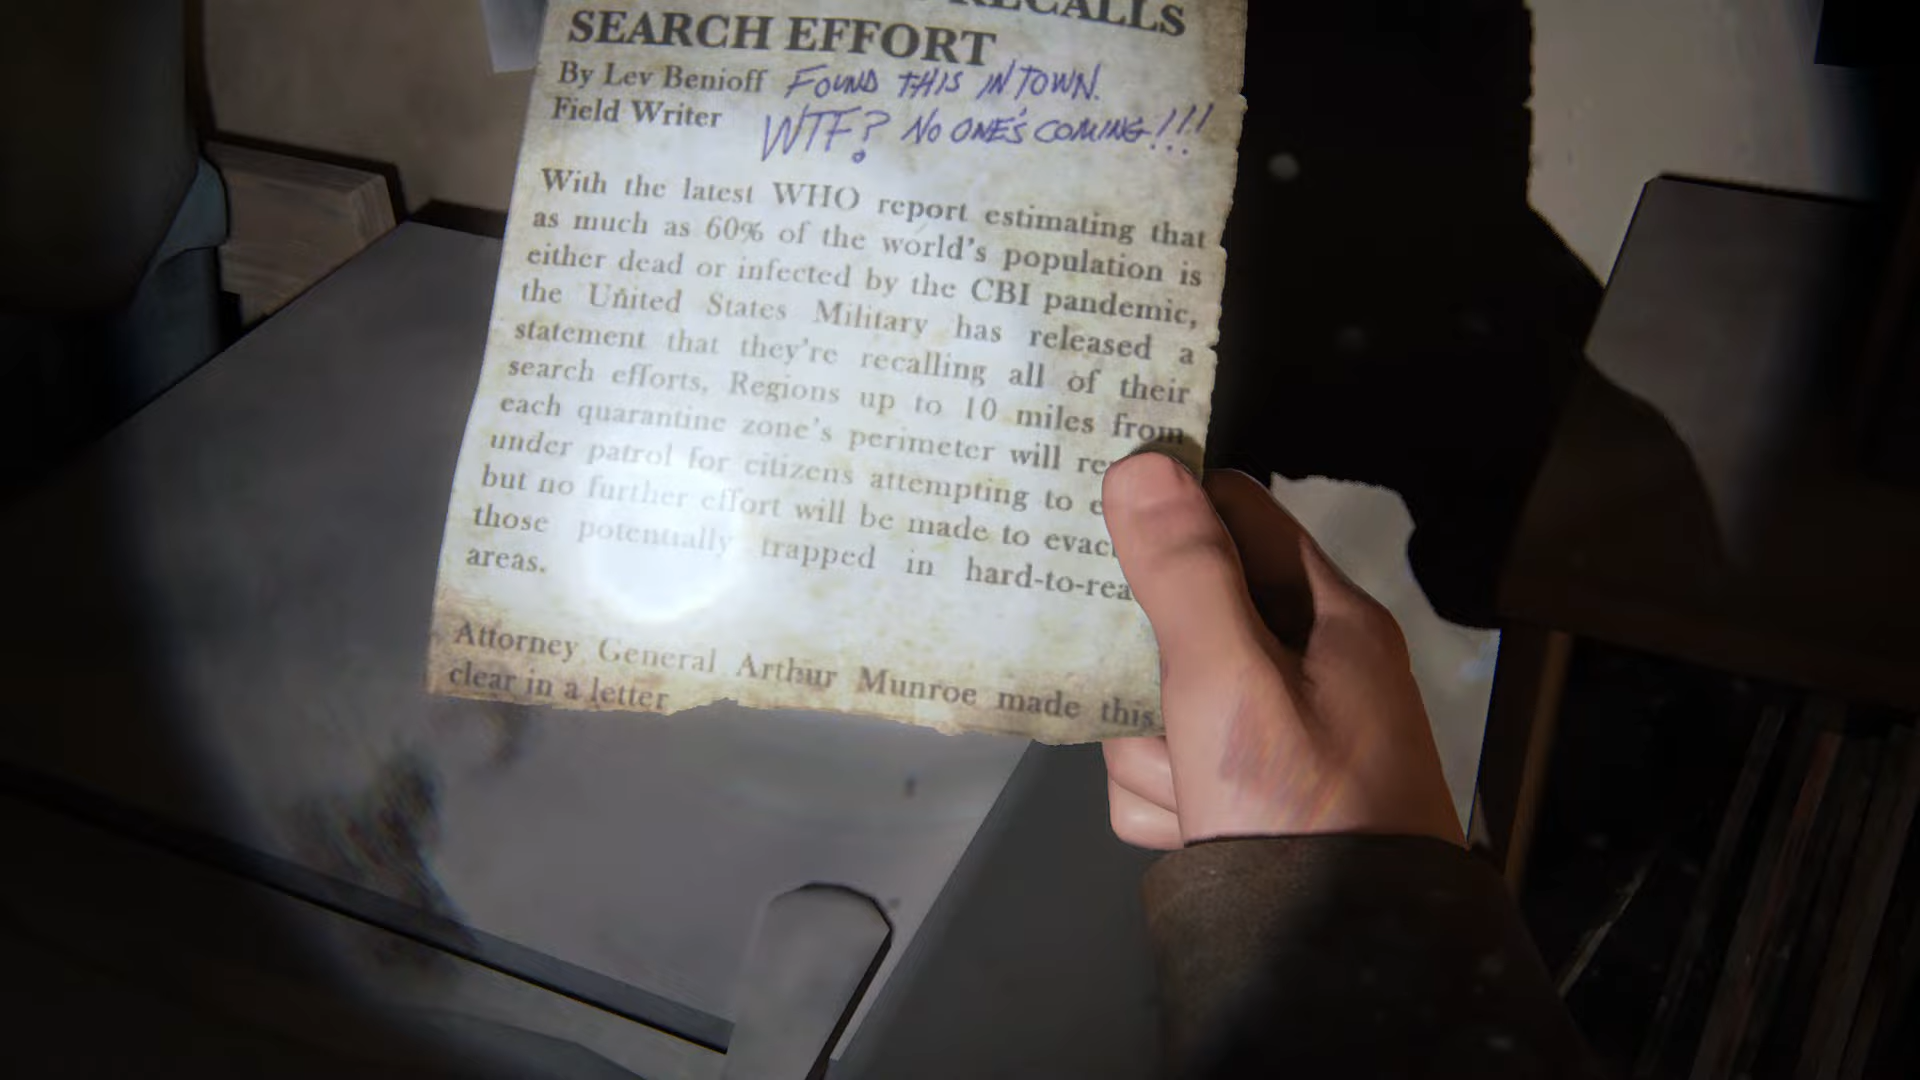 RECALLS
SEARCH EFFORT
By Lev Benioff FOUND THIS IN TOWN.
Field Writer WTF? NO ONE'S COMING!!!
With the latest WHO report estimating that
as much as 60% of the world's population is
either dead or infected by the CBI pandemic,
the United States Military has released a
statement that they're recalling all of their
search efforts, Regions up to 10 miles from
each quarantine zone's perimeter will
under patrol for citizens attempting to
but no further effort will be made to
those potentially trapped in
areas.
Attorney General Arthur Munroe made this
clear in a letter